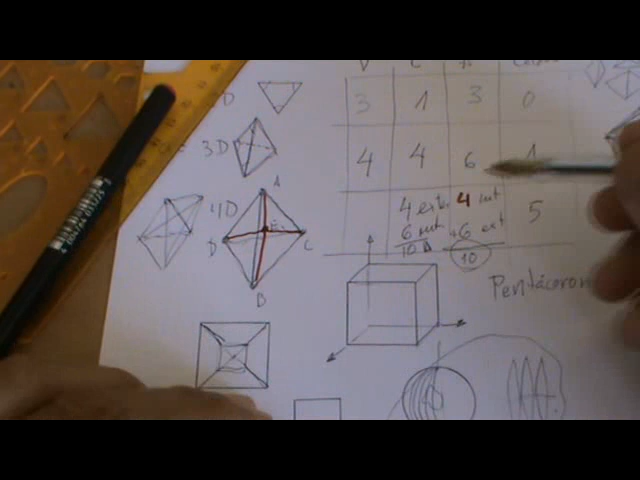 3 1 3 0
3D
4 4 6 1
4D
A
4 ext. 4 int
6 int +6 ext 5
10 Δ 10
E
D C
B
Pentácoron